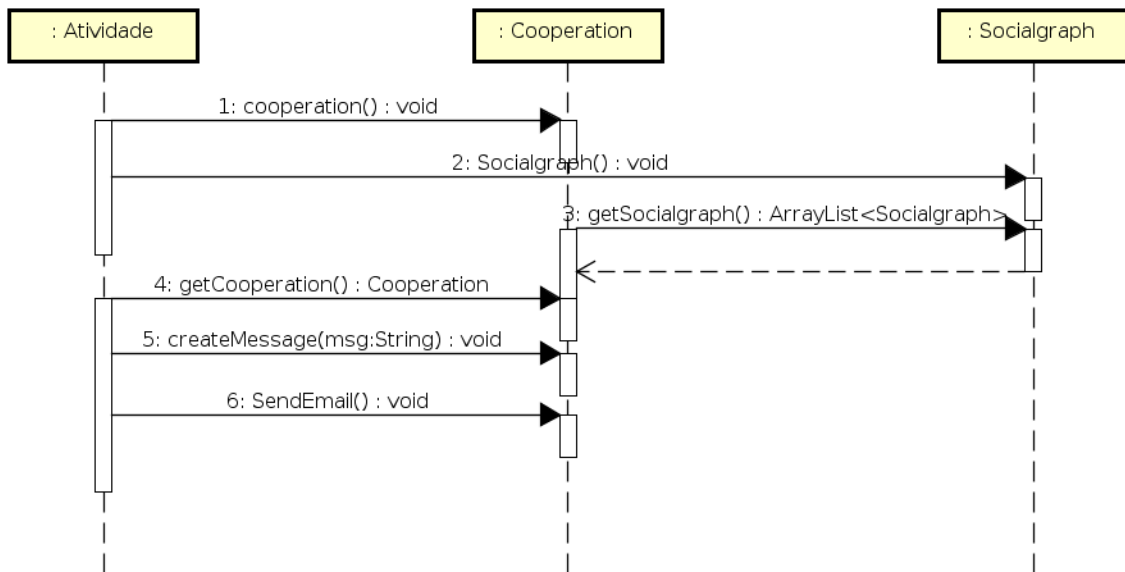 : Atividade
: Cooperation
: Socialgraph
1: cooperation() : void
2: Socialgraph() : void
3: getSocialgraph() : ArrayList<Socialgraph>
4: getCooperation() : Cooperation
5: createMessage(msg:String) : void
6: SendEmail() : void